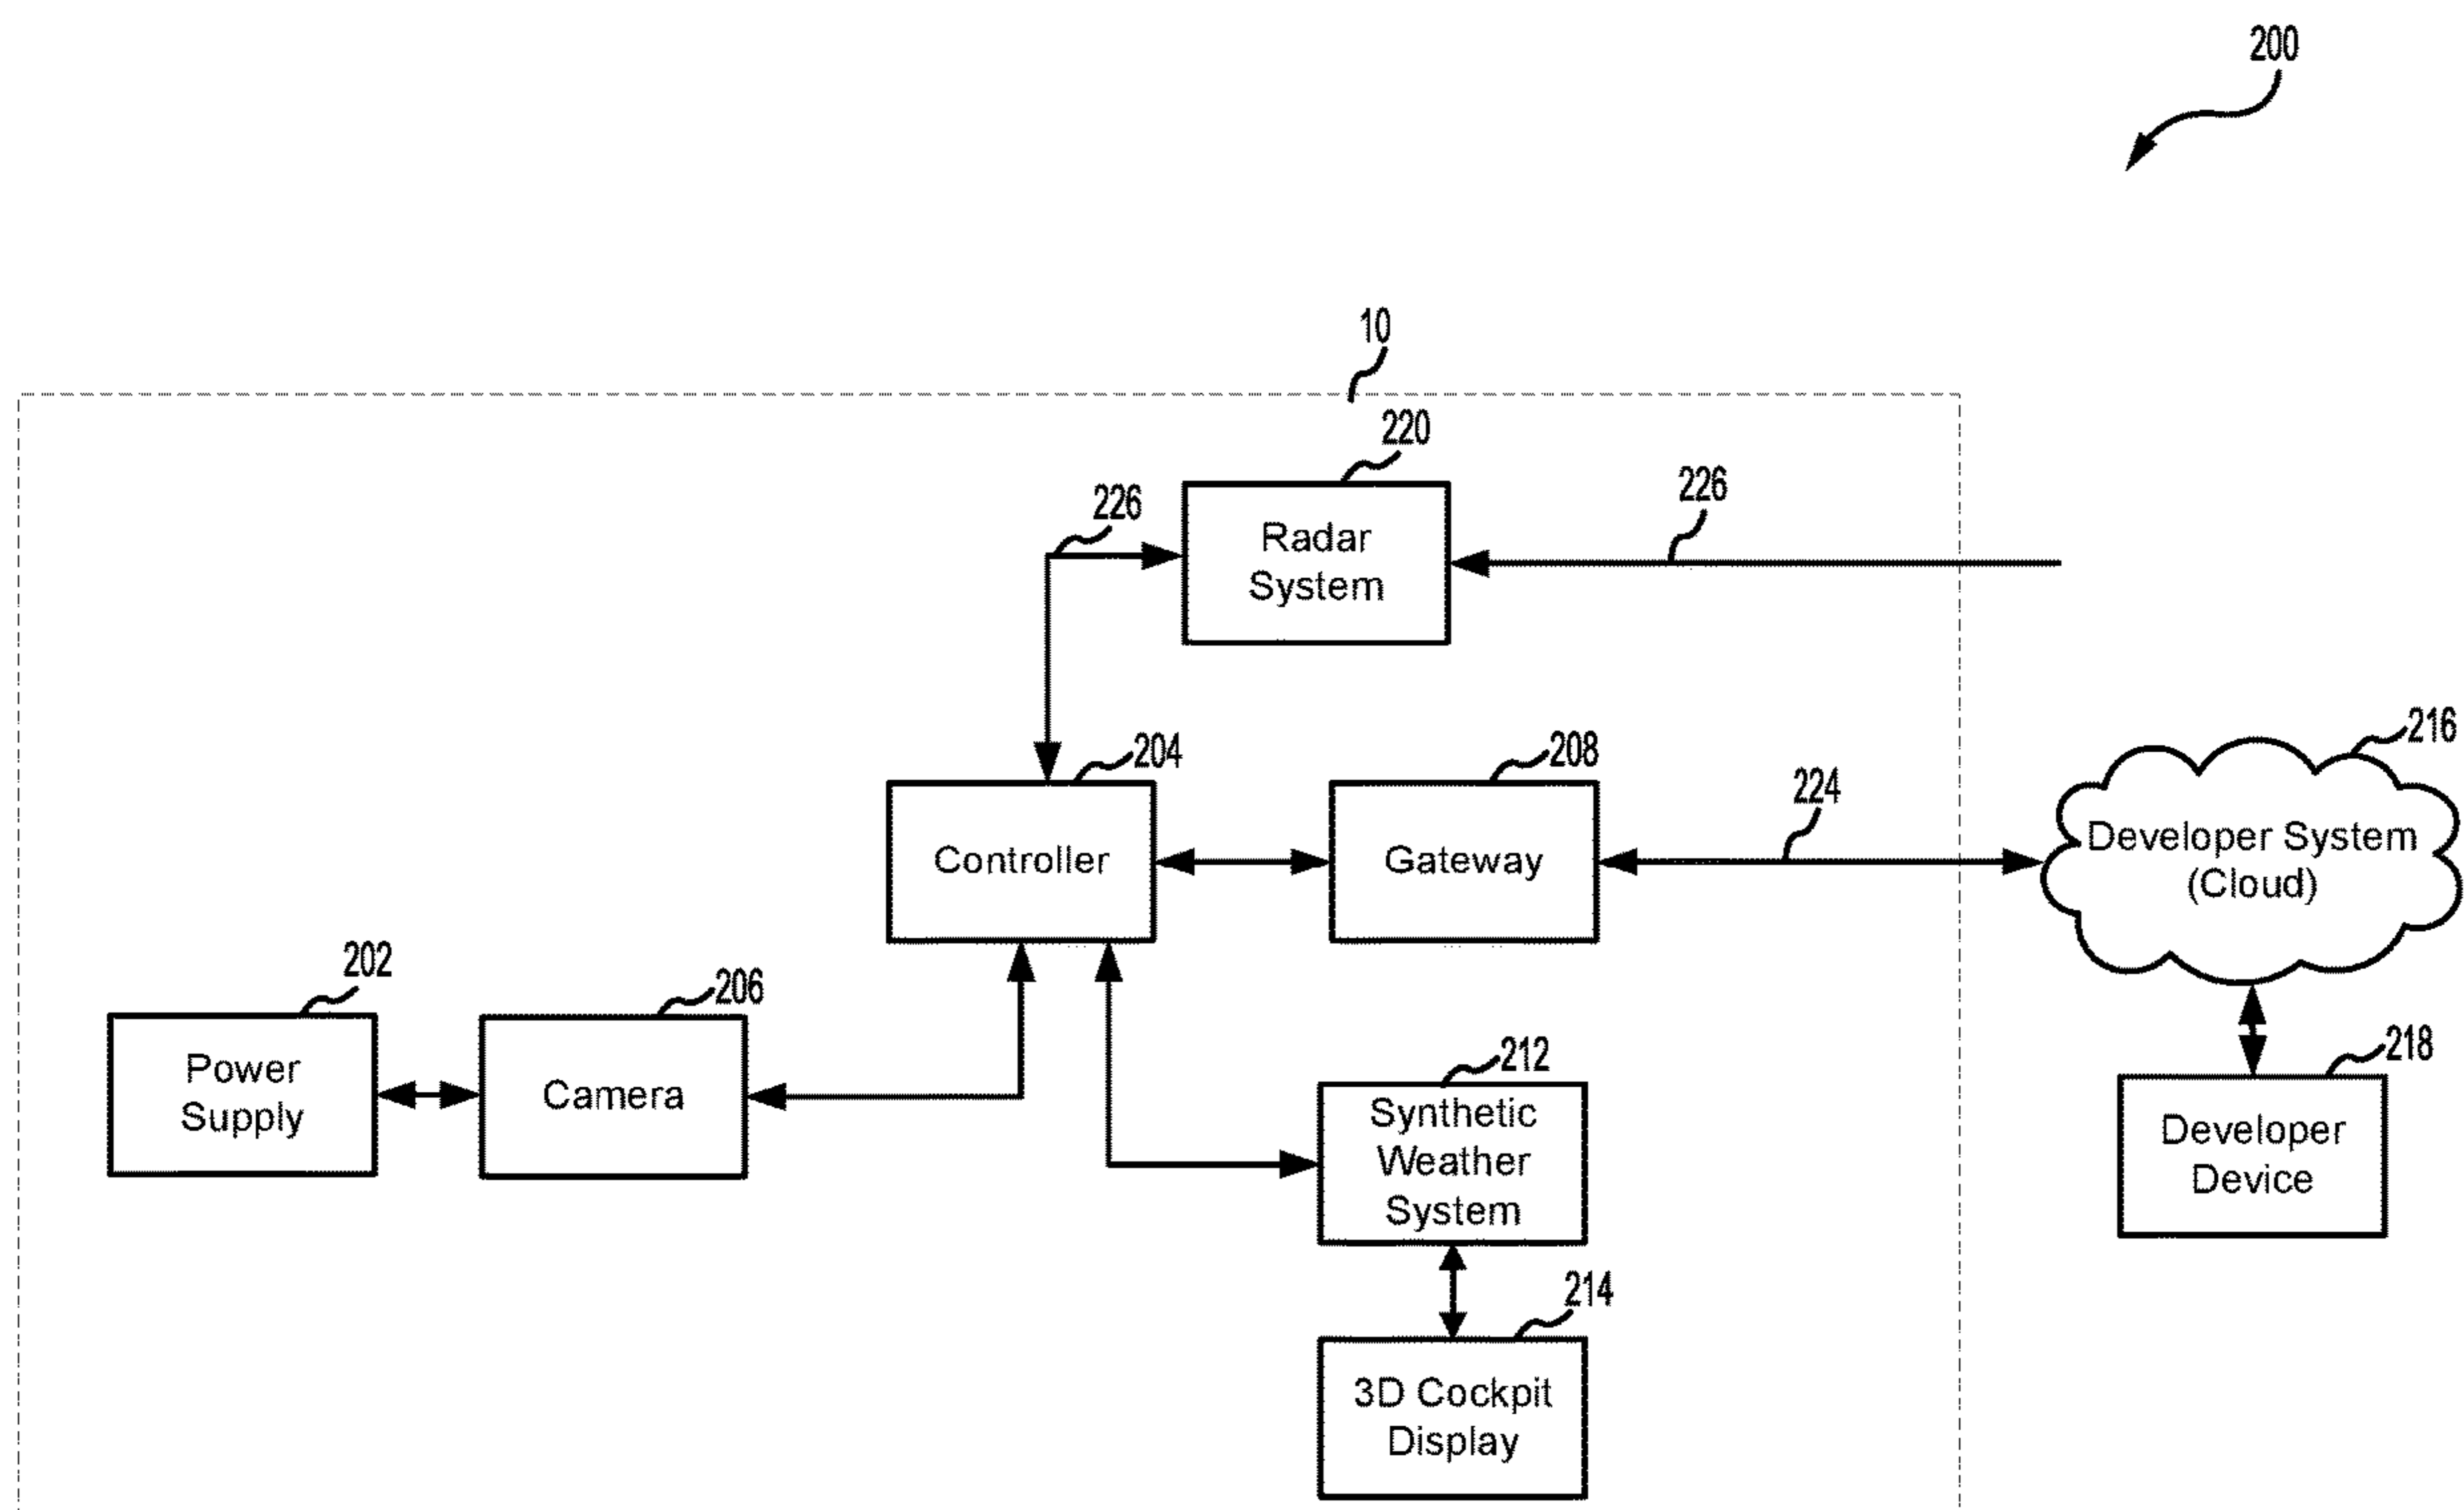 200
10
220
226
226
Radar
System
204
208
216
224
Controller
Gateway
Developer System
(Cloud)
202
206
212
218
Power
Supply
Camera
Synthetic
Weather
System
Developer
Device
214
3D Cockpit
Display